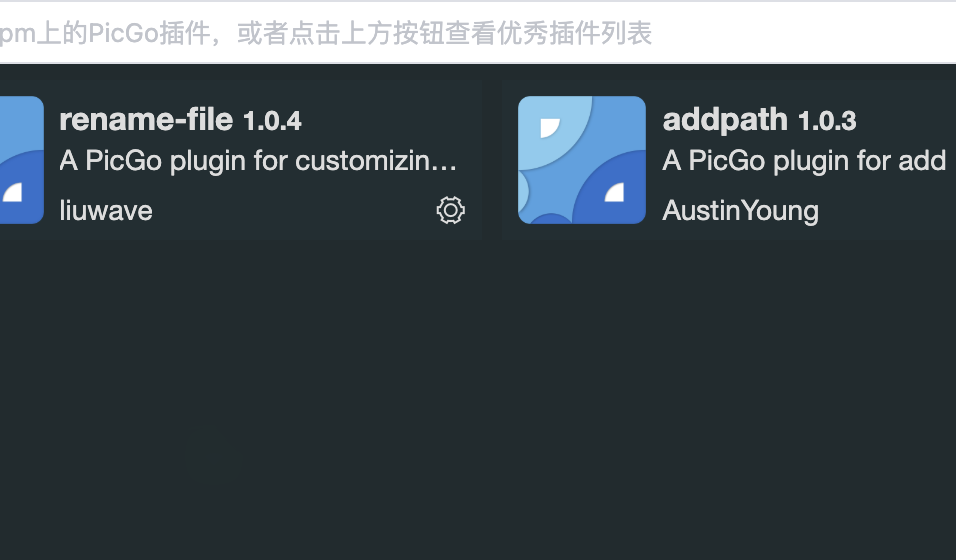 pm上的PicGo插件，或者点击上方按钮查看优秀插件列表
rename-file 1.0.4
A PicGo plugin for customizin…
liuwave
addpath 1.0.3
A PicGo plugin for add
AustinYoung